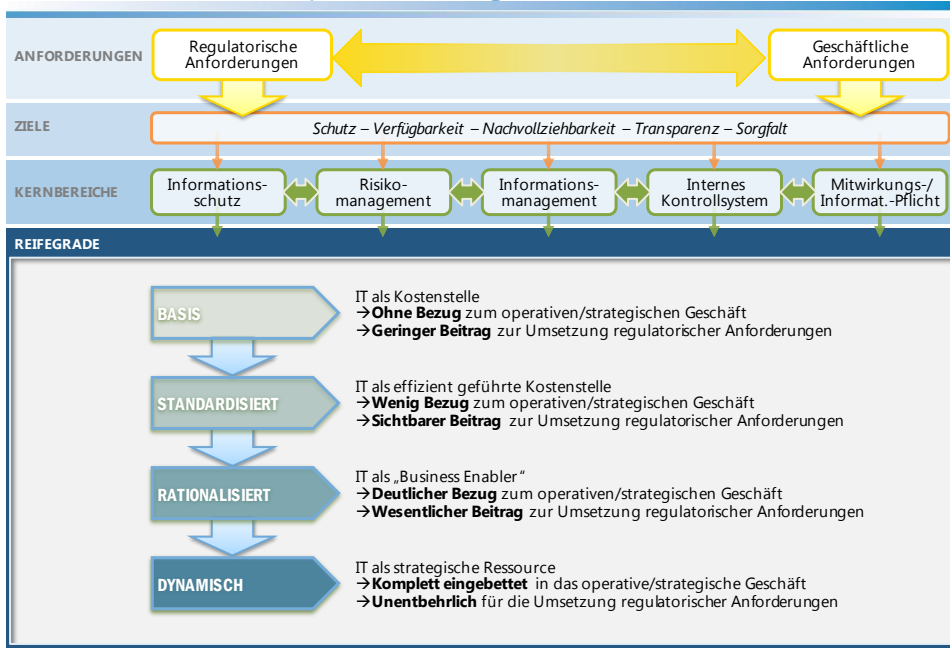 ANFORDERUNGEN
Regulatorische
Anforderungen
Geschäftliche
Anforderungen
ZIELE
Schutz – Verfügbarkeit – Nachvollziehbarkeit – Transparenz – Sorgfalt
KERNBEREICHE
Informations-
schutz
Risiko-
management
Informations-
management
Internes
Kontrollsystem
Mitwirkungs-/
Informat.-Pflicht
REIFEGRADE
BASIS
IT als Kostenstelle
→Ohne Bezug zum operativen/strategischen Geschäft
→Geringer Beitrag zur Umsetzung regulatorischer Anforderungen
STANDARDISIERT
IT als effizient geführte Kostenstelle
→Wenig Bezug zum operativen/strategischen Geschäft
→Sichtbarer Beitrag zur Umsetzung regulatorischer Anforderungen
RATIONALISIERT
IT als „Business Enabler“
→Deutlicher Bezug zum operativen/strategischen Geschäft
→Wesentlicher Beitrag zur Umsetzung regulatorischer Anforderungen
DYNAMISCH
IT als strategische Ressource
→Komplett eingebettet in das operative/strategische Geschäft
→Unentbehrlich für die Umsetzung regulatorischer Anforderungen